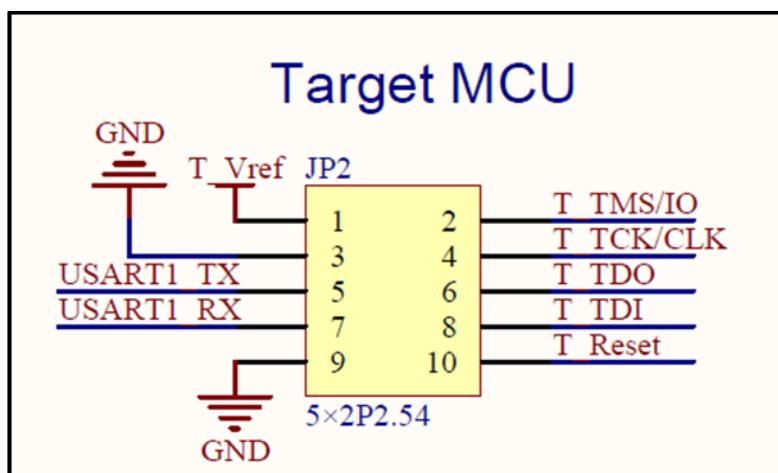 Target MCU
GND
T_Vref JP2
1 2 T_TMS/IO
3 4 T_TCK/CLK
USART1_TX 5 6 T_TDO
USART1_RX 7 8 T_TDI
9 10 T_Reset
5×2P2.54
GND